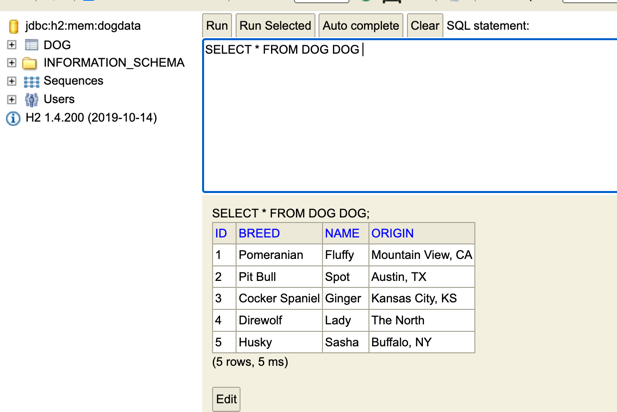 jdbc:h2:mem:dogdata
DOG
INFORMATION_SCHEMA
Sequences
Users
H2 1.4.200 (2019-10-14)
Run Run Selected Auto complete Clear SQL statement:
SELECT * FROM DOG DOG
SELECT * FROM DOG DOG;
ID BREED NAME ORIGIN
1 Pomeranian Fluffy Mountain View, CA
2 Pit Bull Spot Austin, TX
3 Cocker Spaniel Ginger Kansas City, KS
4 Direwolf Lady The North
5 Husky Sasha Buffalo, NY
(5 rows, 5 ms)
Edit